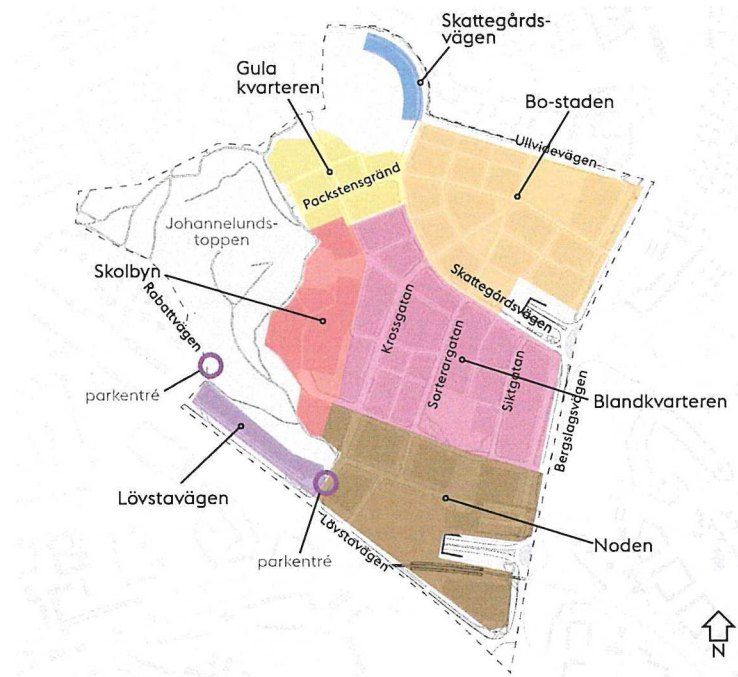 Skattegårds-
vägen
Gula
kvarteren
Bo-staden
Ullvidevägen
Packstensgränd
Johannelunds-
toppen
Skolbyn
Rabattvägen
Skattegårdsvägen
Krossgatan
Sorterargatan
Siktgatan
parkentré
Blandkvarteren
Bergslagsvägen
Lövstavägen
Noden
Lövstavägen
parkentré
N